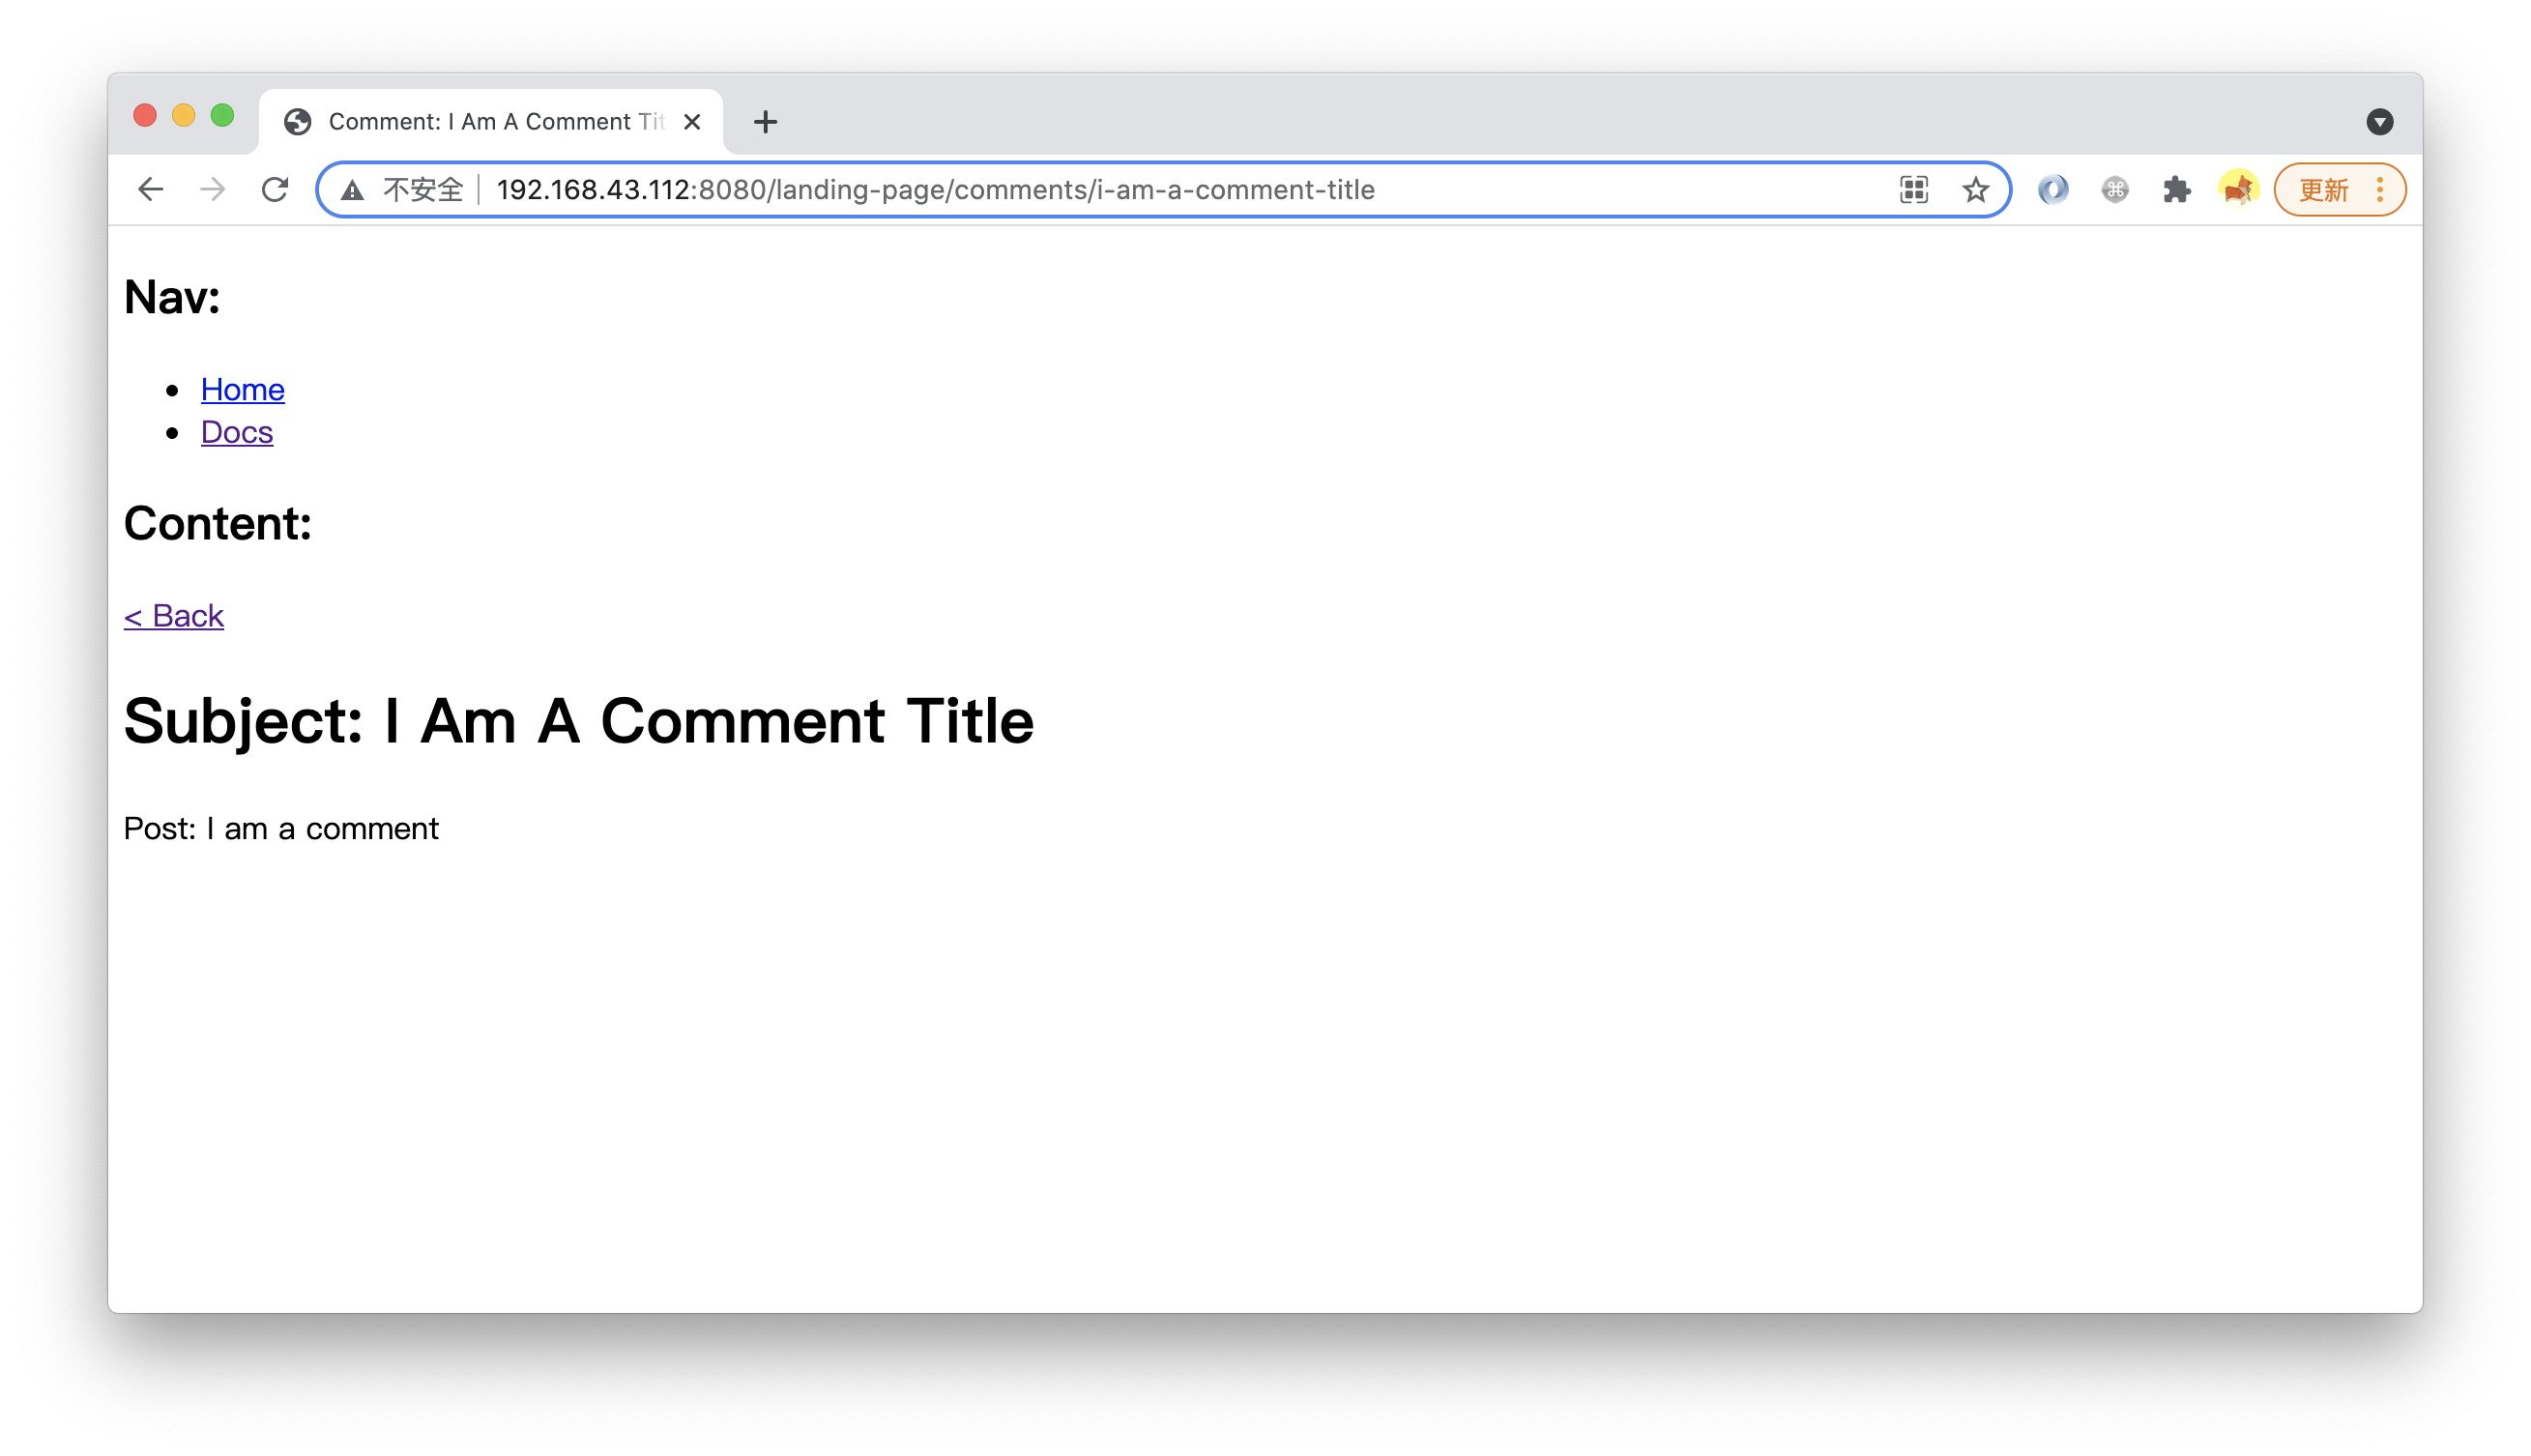 Comment: I Am A Comment Tit
不安全 192.168.43.112:8080/landing-page/comments/i-am-a-comment-title
更新
Nav:
Home
Docs
Content:
< Back
Subject: I Am A Comment Title
Post: I am a comment